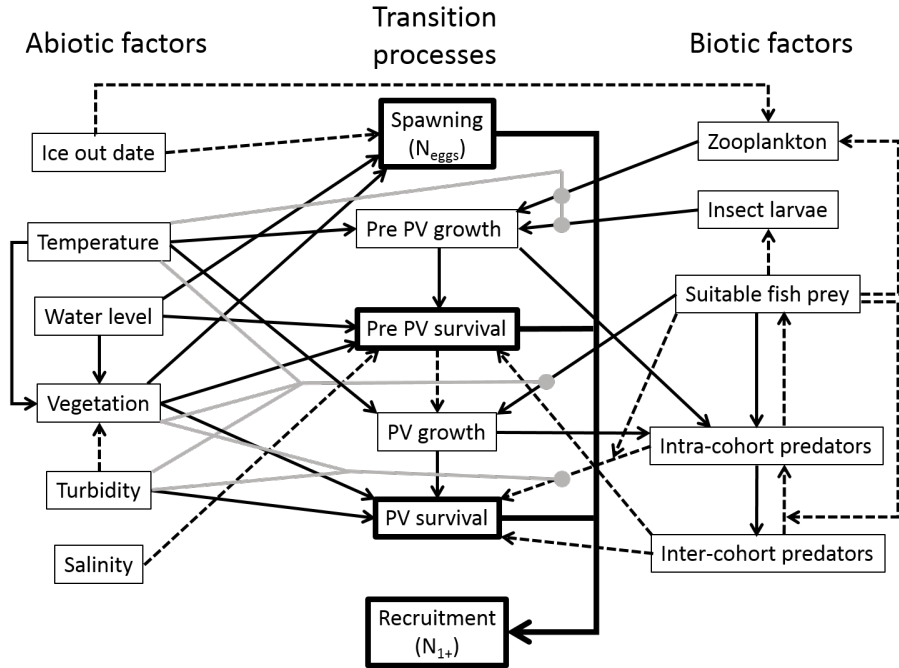 Abiotic factors
Transition
processes
Biotic factors
Ice out date
Temperature
Water level
Vegetation
Turbidity
Salinity
Spawning
(N_eggs)
Pre PV growth
Pre PV survival
PV growth
PV survival
Recruitment
(N_1+)
Zooplankton
Insect larvae
Suitable fish prey
Intra-cohort predators
Inter-cohort predators